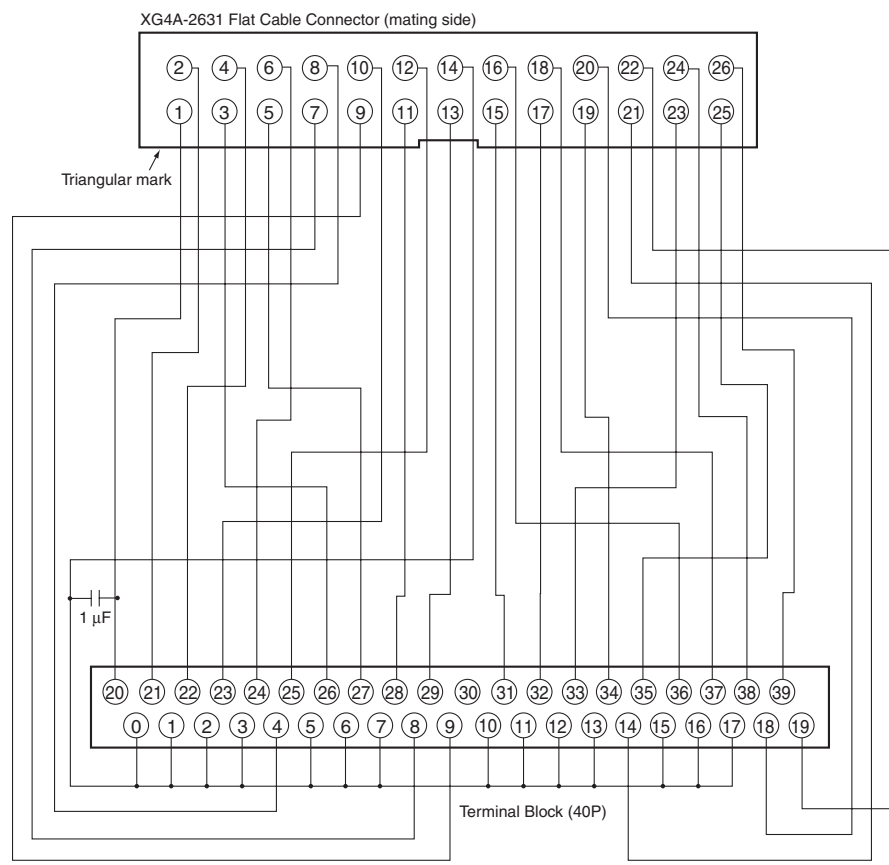 XG4A-2631 Flat Cable Connector (mating side)
2 4 6 8 10 12 14 16 18 20 22 24 26
1 3 5 7 9 11 13 15 17 19 21 23 25
Triangular mark
1 μF
20 21 22 23 24 25 26 27 28 29 30 31 32 33 34 35 36 37 38 39
0 1 2 3 4 5 6 7 8 9 10 11 12 13 14 15 16 17 18 19
Terminal Block (40P)